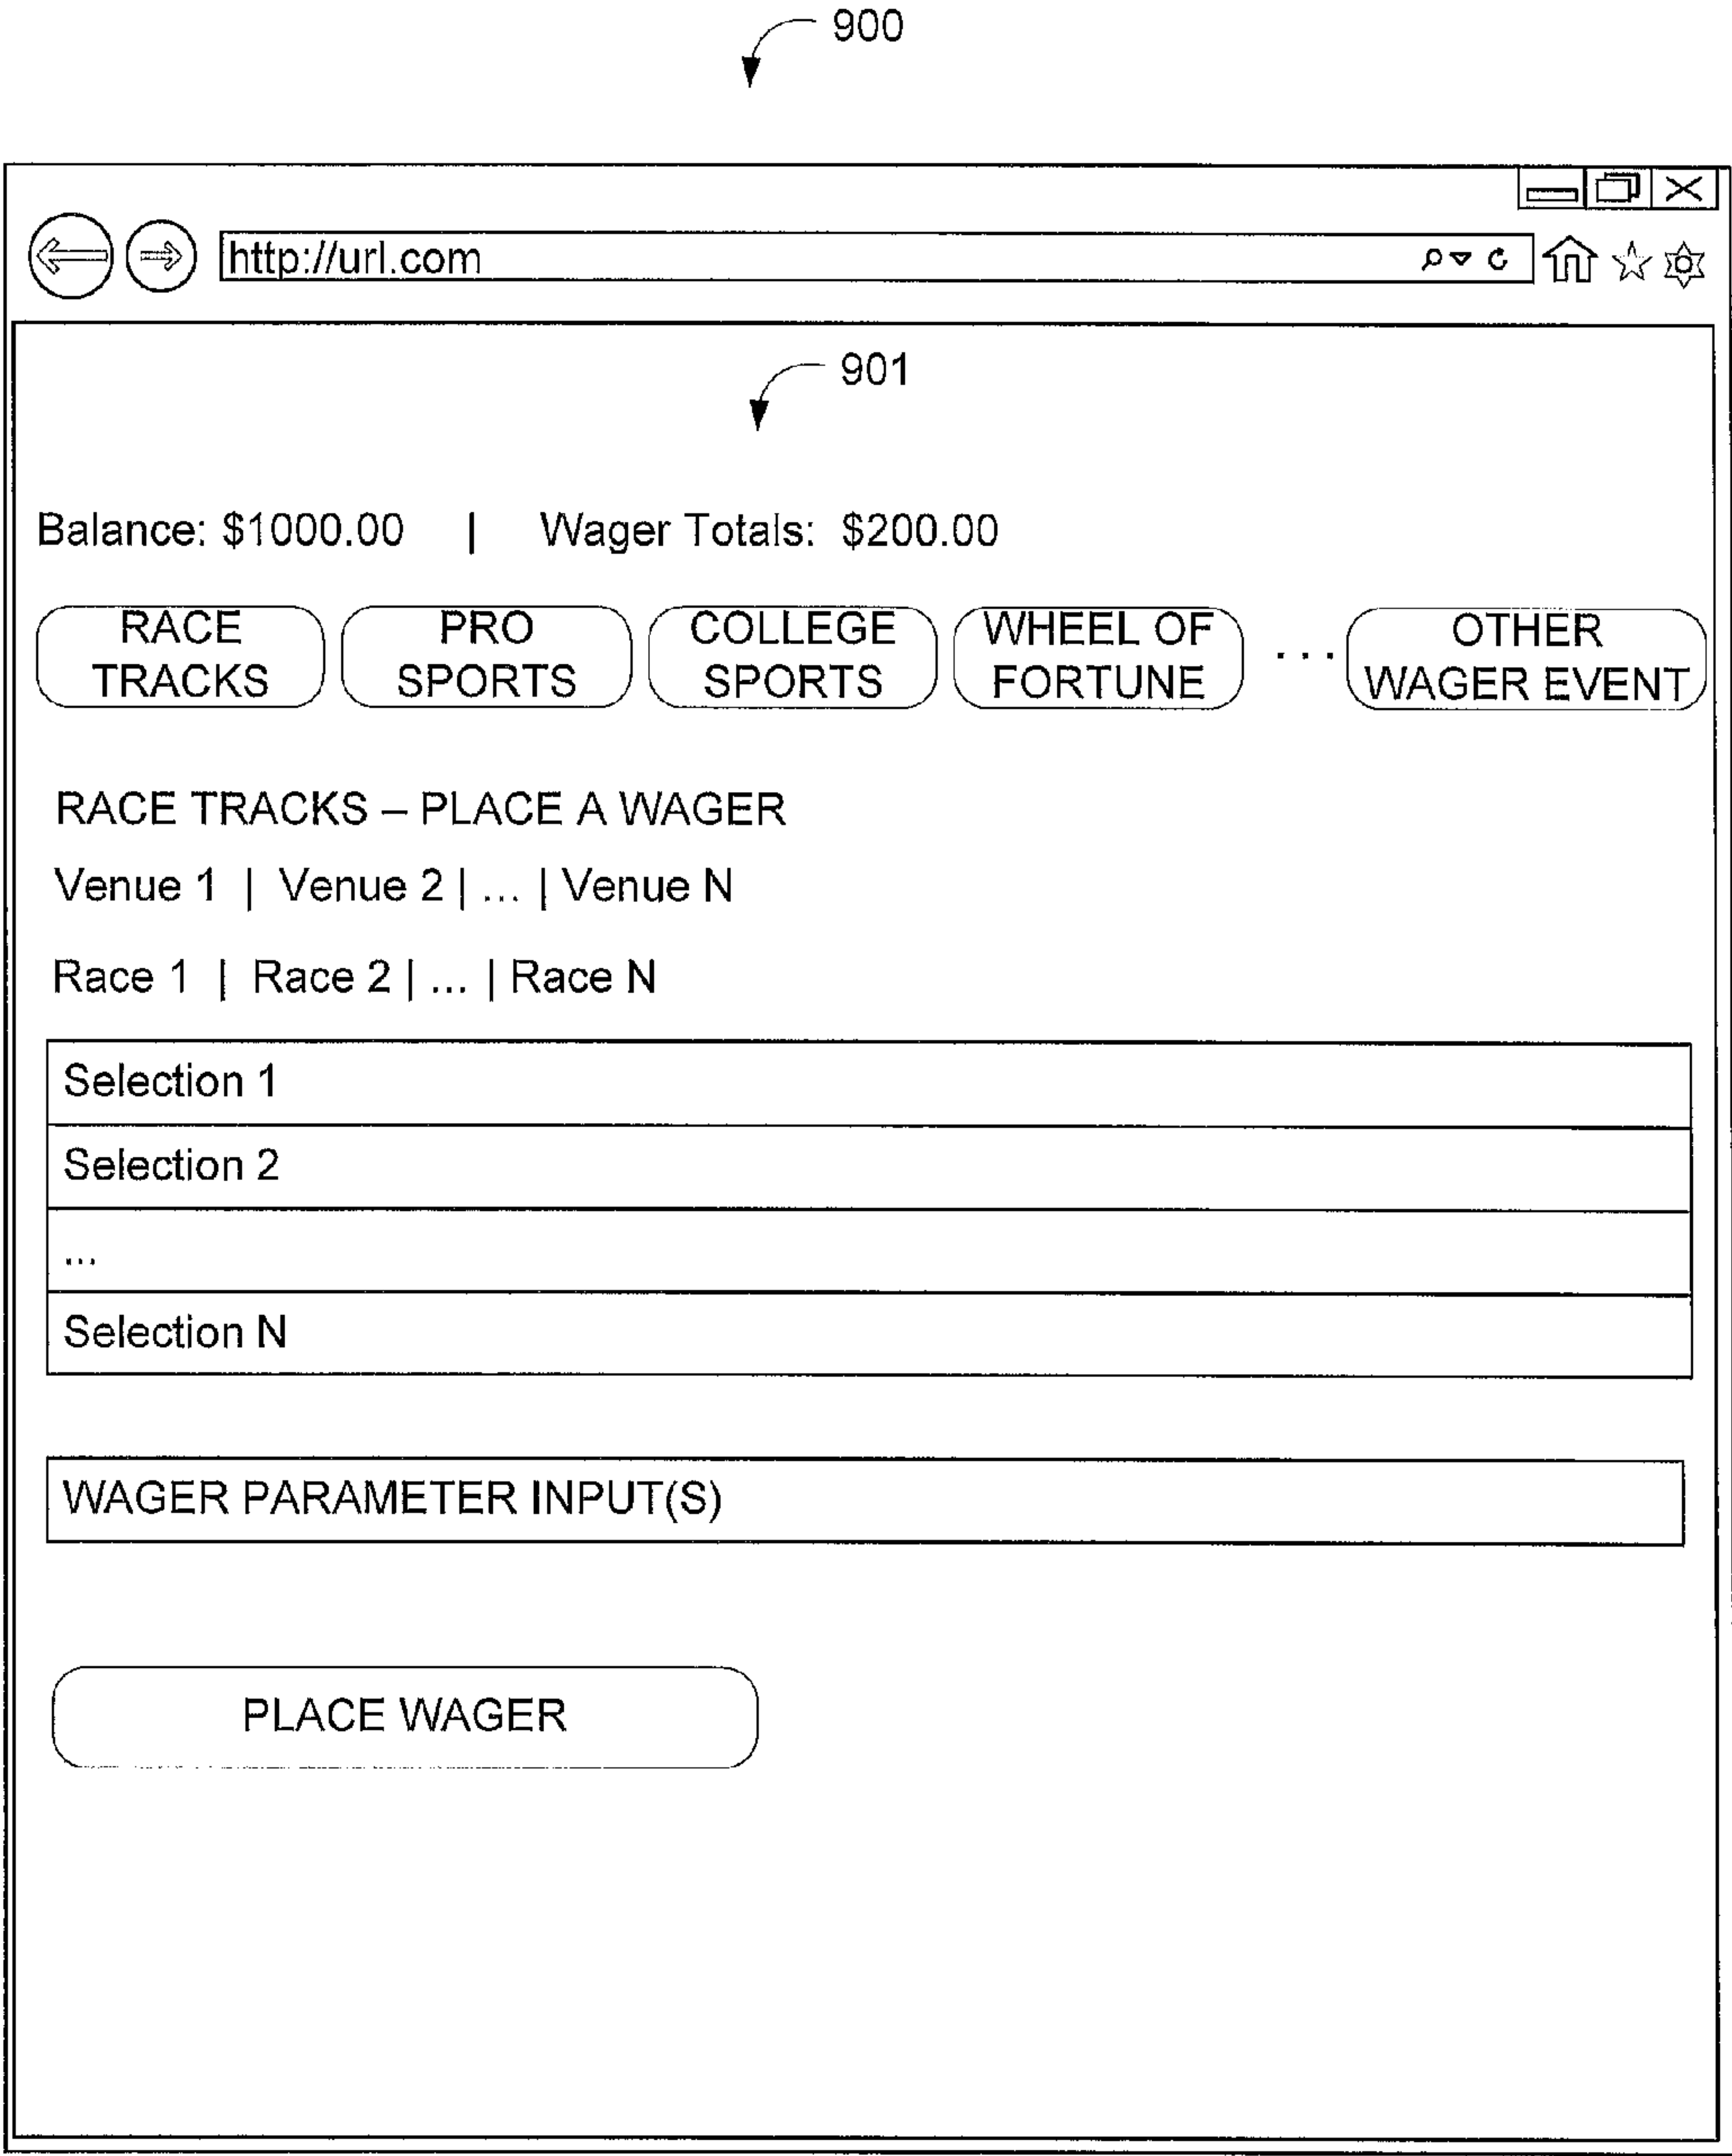 900
http://url.com
901
Balance: $1000.00 | Wager Totals: $200.00
RACE TRACKS
PRO SPORTS
COLLEGE SPORTS
WHEEL OF FORTUNE
...
OTHER WAGER EVENT
RACE TRACKS – PLACE A WAGER
Venue 1 | Venue 2 | ... | Venue N
Race 1 | Race 2 | ... | Race N
Selection 1
Selection 2
...
Selection N
WAGER PARAMETER INPUT(S)
PLACE WAGER